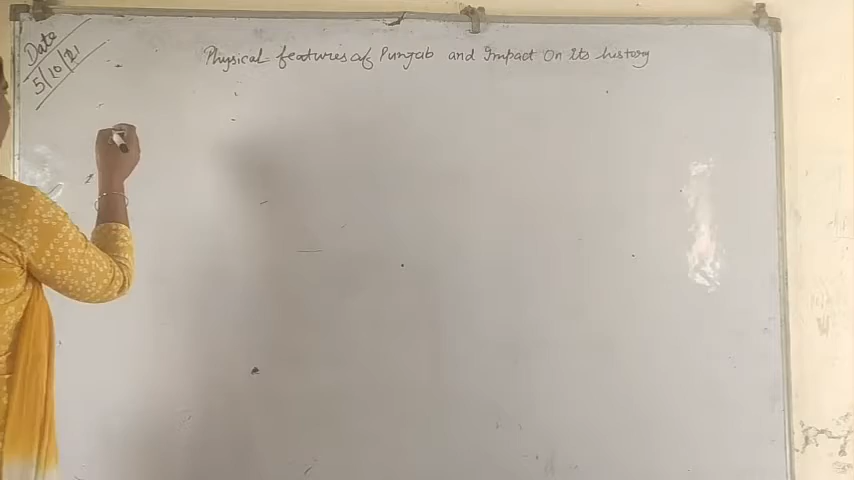 Date
5/10/21
Physical features of Punjab and Impact On its history